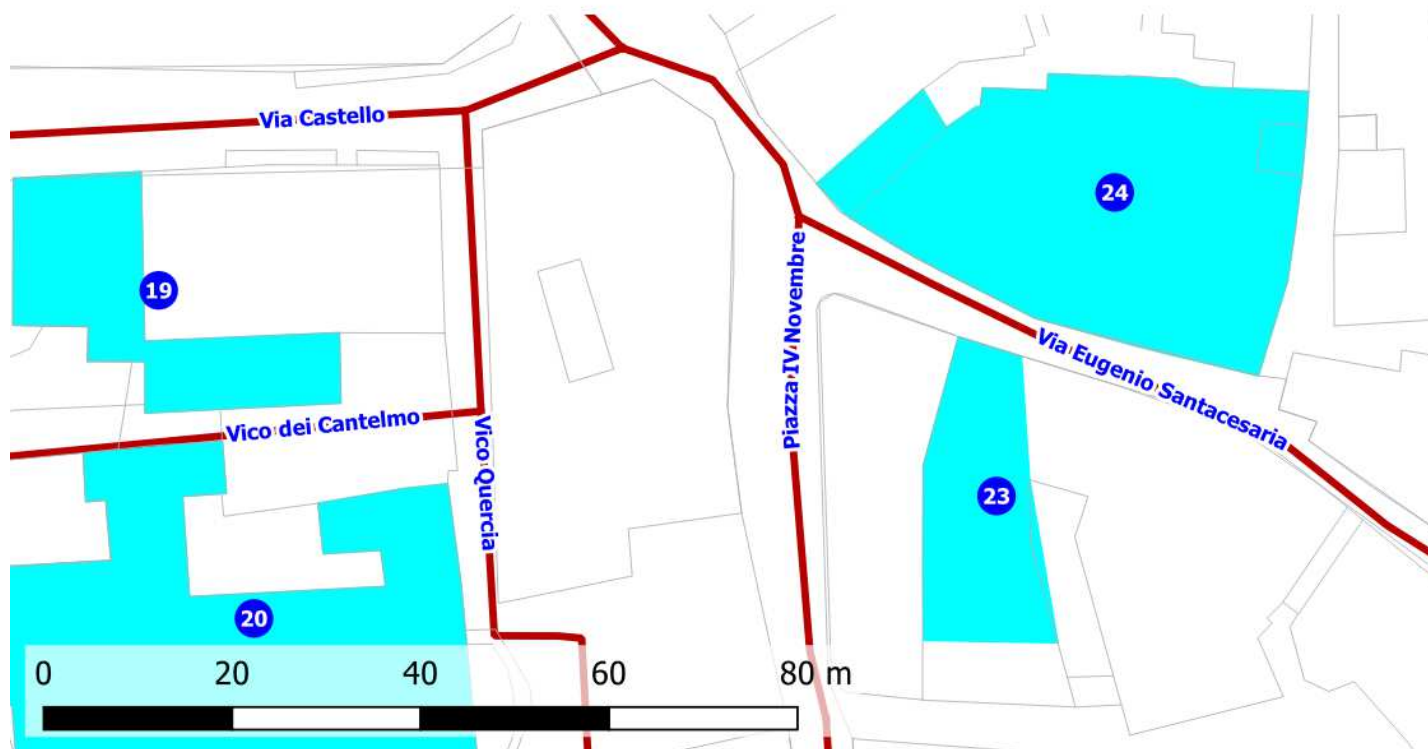 Via Castello
24
Piazza IV Novembre
19
Via Eugenio Santacesaria
Vico dei Cantelmo
Vico Quercia
23
20
0 20 40 60 80 m